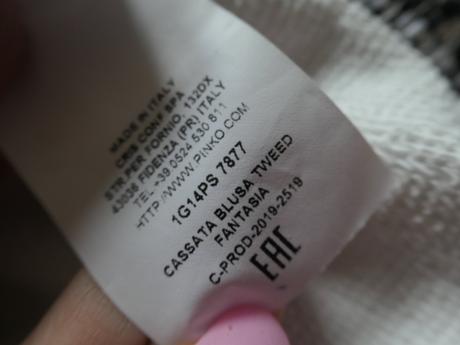 MADE IN ITALY
CRIS CONF SPA
STR. PER FORNIO, 132DX
43036 FIDENZA (PR) ITALY
TEL +39 0524 530 811
HTTP://WWW.PINKO.COM
1G14PS 7877
CASSATA BLUSA TWEED
FANTASIA
C-PROD-2019-2519
EAC